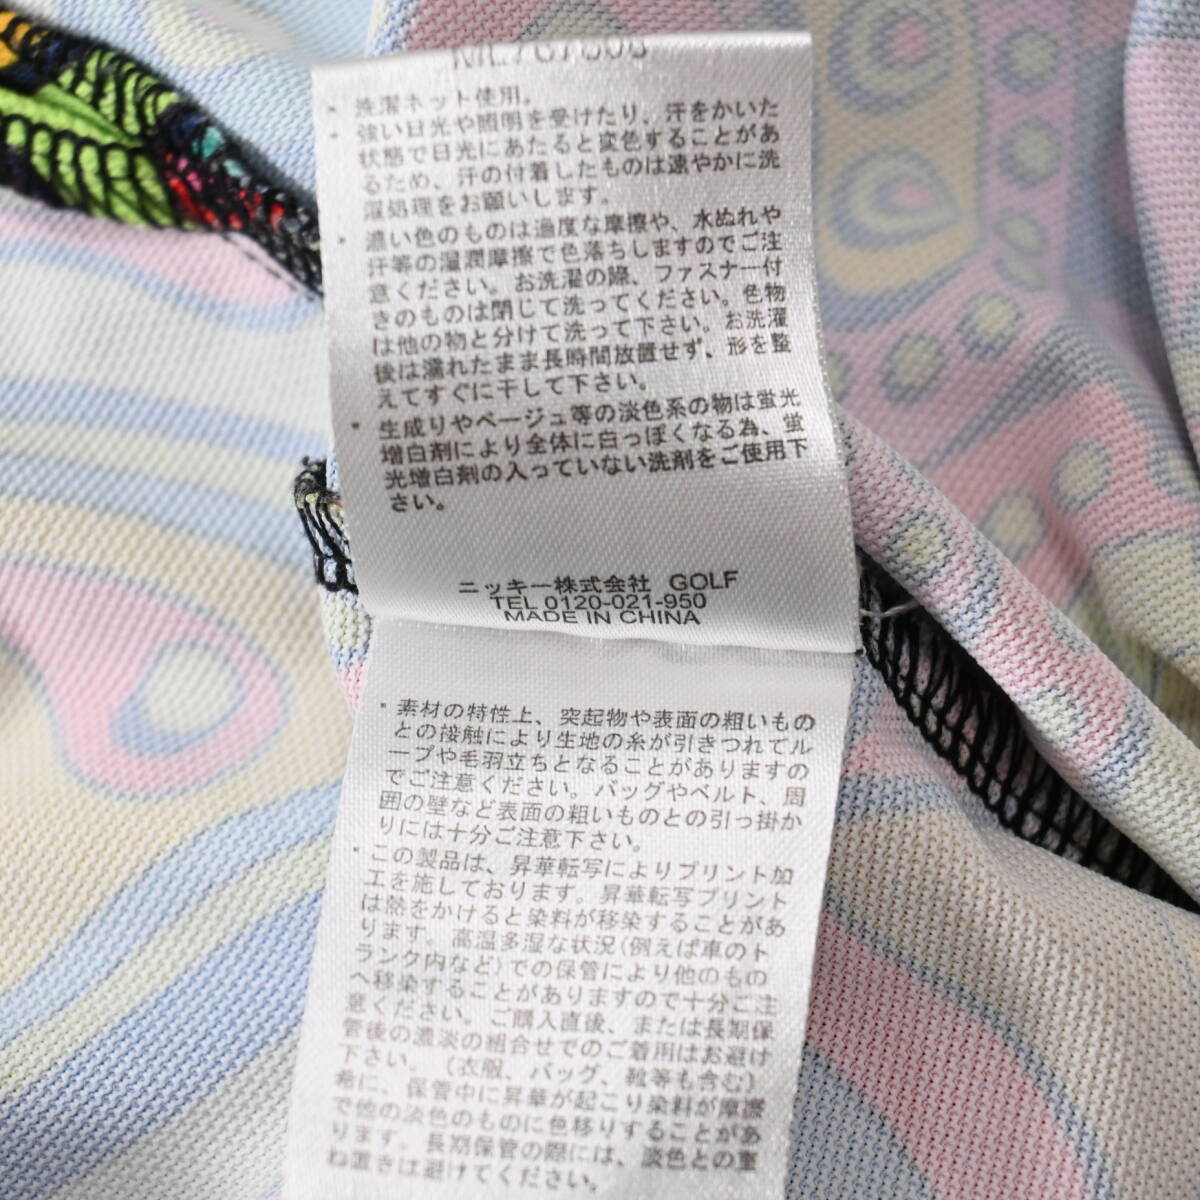 ・ 洗濯ネット使用。
・ 強い日光や照明を受けたり、汗をかいた
状態で日光にあたると変色することがあ
るため、汗の付着したものは速やかに洗
濯処理をお願いします。
・ 濃い色のものは過度な摩擦や、水ぬれや
汗等の湿潤摩擦で色落ちしますのでご注
意ください。お洗濯の際、ファスナー付
きのものは閉じて洗ってください。色物
は他の物と分けて洗って下さい。お洗濯
後は濡れたまま長時間放置せず、形を整
えてすぐに干して下さい。
・ 生成りやベージュ等の淡色系の物は蛍光
増白剤により全体に白っぽくなる為、蛍
光増白剤の入っていない洗剤をご使用下
さい。
ニッキー株式会社 GOLF
TEL 0120-021-950
MADE IN CHINA
・ 素材の特性上、突起物や表面の粗いもの
との接触により生地の糸が引きつれてル
ープや毛羽立ちとなることがありますの
でご注意ください。バッグやベルト、周
囲の壁など表面の粗いものとの引っ掛か
りには十分ご注意下さい。
・ この製品は、昇華転写によりプリント加
工を施しております。昇華転写プリント
は熱をかけると染料が移染することがあ
ります。高温多湿な状況(例えば車のト
ランク内など)での保管により他のもの
へ移染することがありますので十分ご注
意ください。ご購入直後、または長期保
管後の濃淡の組合せでのご着用はお避け
下さい。(衣服、バッグ、靴等も含む)
希に、保管中に昇華が起こり染料が摩擦
で他の淡色のものに色移りすることがあ
ります。長期保管の際には、淡色との重
ね置きは避けてください。